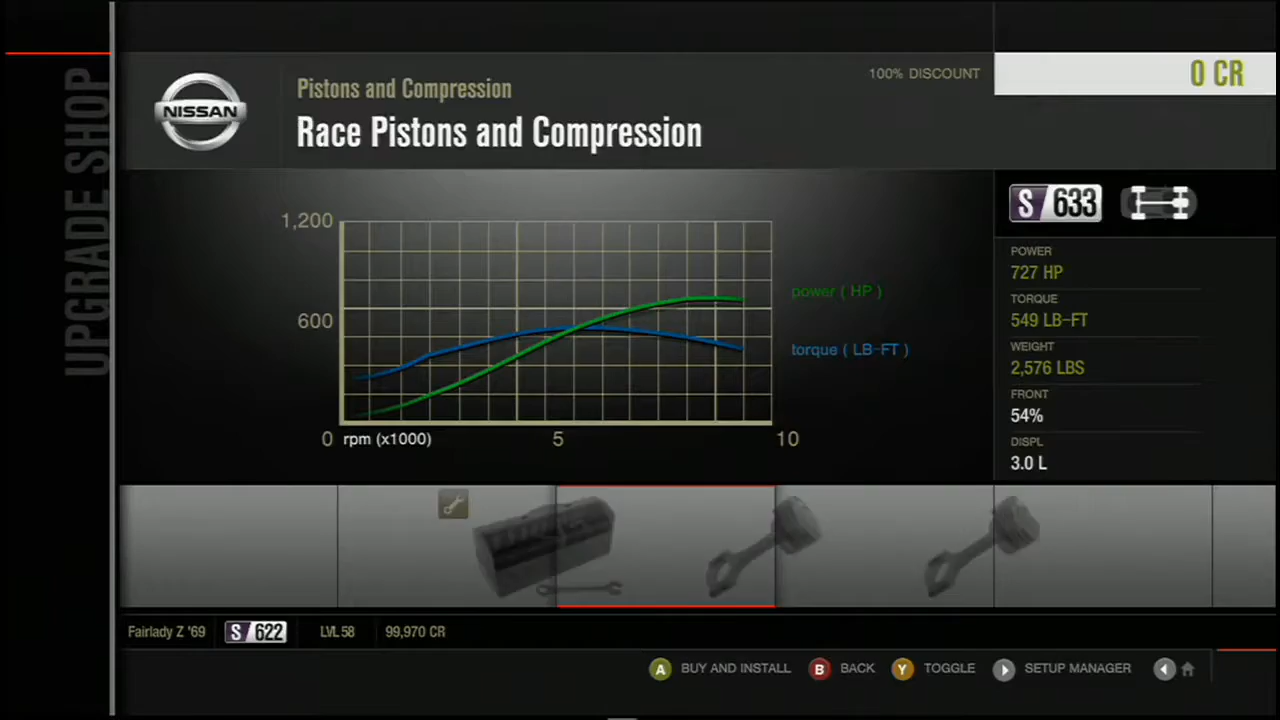 UPGRADE SHOP
NISSAN
Pistons and Compression
Race Pistons and Compression
100% DISCOUNT
0 CR
S 633
1,200
600
0
rpm (x1000)
5
10
power ( HP )
torque ( LB-FT )
POWER
727 HP
TORQUE
549 LB-FT
WEIGHT
2,576 LBS
FRONT
54%
DISPL
3.0 L
Fairlady Z '69
S 622
LVL 58
99,970 CR
A BUY AND INSTALL
B BACK
Y TOGGLE
SETUP MANAGER